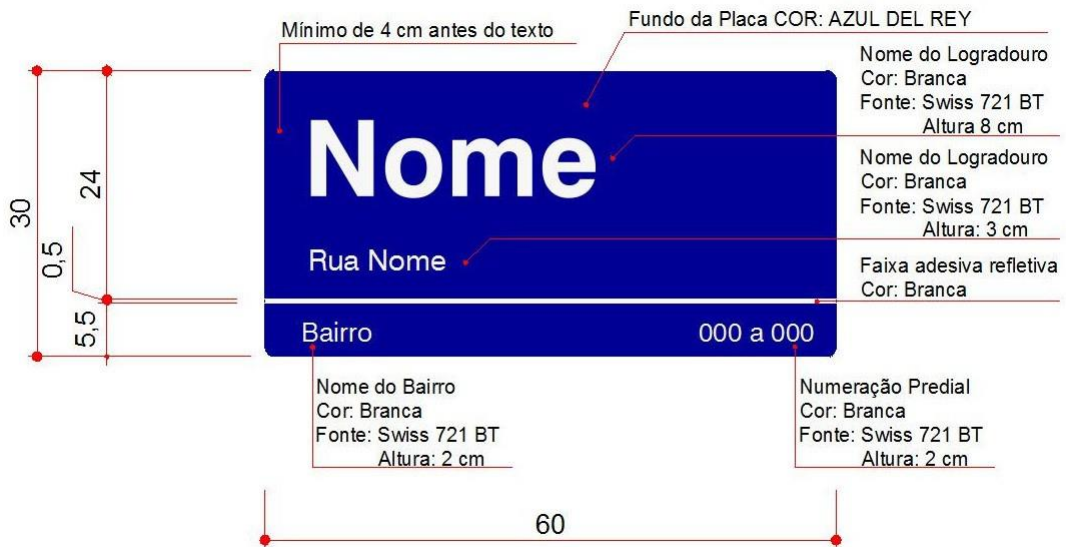 Mínimo de 4 cm antes do texto
Fundo da Placa COR: AZUL DEL REY
Nome do Logradouro
Cor: Branca
Fonte: Swiss 721 BT
Altura 8 cm
Nome do Logradouro
Cor: Branca
Fonte: Swiss 721 BT
Altura: 3 cm
Faixa adesiva refletiva
Cor: Branca
30
24
0,5
5,5
Nome
Rua Nome
Bairro
000 a 000
Nome do Bairro
Cor: Branca
Fonte: Swiss 721 BT
Altura: 2 cm
Numeração Predial
Cor: Branca
Fonte: Swiss 721 BT
Altura: 2 cm
60